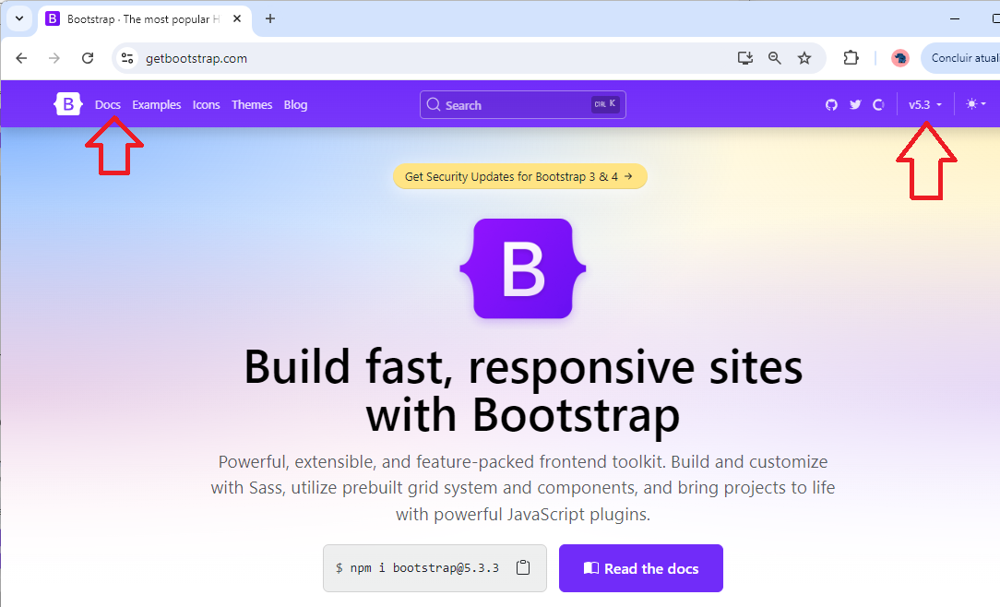 Bootstrap · The most popular H
getbootstrap.com
Concluir atuali
B Docs Examples Icons Themes Blog Search Ctrl K v5.3
Get Security Updates for Bootstrap 3 & 4 →
B
Build fast, responsive sites
with Bootstrap
Powerful, extensible, and feature-packed frontend toolkit. Build and customize
with Sass, utilize prebuilt grid system and components, and bring projects to life
with powerful JavaScript plugins.
$ npm i bootstrap@5.3.3
Read the docs